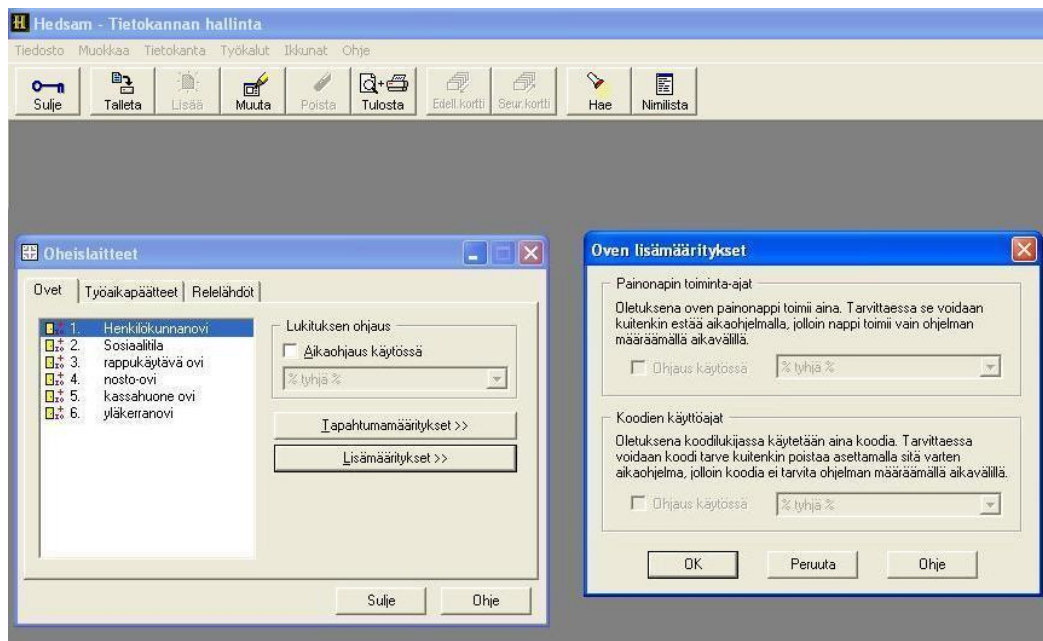 Hedsam - Tietokannan hallinta
Tiedosto Muokkaa Tietokanta Työkalut Ikkunat Ohje
Sulje Talleta Lisää Muuta Poista Tulosta Edell.kortti Seur.kortti Hae Nimilista
Oheislaitteet
Ovet Työaikapäätteet Relelähdöt
1. Henkilökunnanovi
2. Sosiaalitila
3. rappukäytävä ovi
4. nosto-ovi
5. kassahuone ovi
6. yläkerranovi
Lukituksen ohjaus
Aikaohjaus käytössä
% tyhjä %
Tapahtumamääritykset >>
Lisämääritykset >>
Sulje Ohje
Oven lisämääritykset
Painonapin toiminta-ajat
Oletuksena oven painonappi toimii aina. Tarvittaessa se voidaan
kuitenkin estää aikaohjelmalla, jolloin nappi toimii vain ohjelman
määräämällä aikavälillä.
Ohjaus käytössä % tyhjä %
Koodien käyttöajat
Oletuksena koodilukijassa käytetään aina koodia. Tarvittaessa
voidaan koodi tarve kuitenkin poistaa asettamalla sitä varten
aikaohjelma, jolloin koodia ei tarvita ohjelman määräämällä aikavälillä.
Ohjaus käytössä % tyhjä %
OK Peruuta Ohje